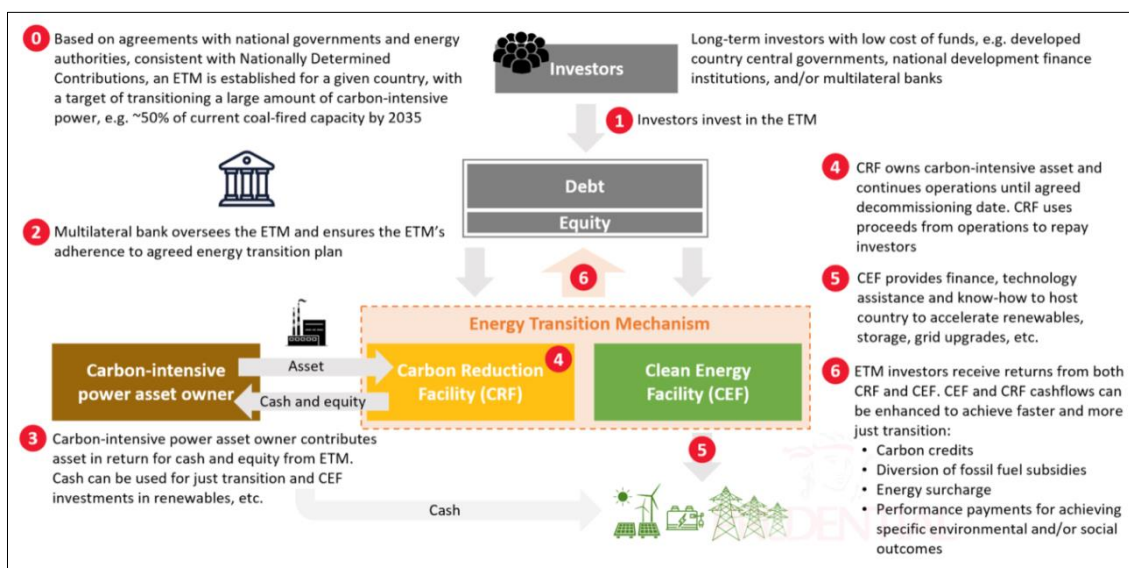 0 Based on agreements with national governments and energy
authorities, consistent with Nationally Determined
Contributions, an ETM is established for a given country, with
a target of transitioning a large amount of carbon-intensive
power, e.g. ~50% of current coal-fired capacity by 2035
Investors
Long-term investors with low cost of funds, e.g. developed
country central governments, national development finance
institutions, and/or multilateral banks
1 Investors invest in the ETM
Debt
Equity
2 Multilateral bank oversees the ETM and ensures the ETM's
adherence to agreed energy transition plan
4 CRF owns carbon-intensive asset and
continues operations until agreed
decommissioning date. CRF uses
proceeds from operations to repay
investors
6
Energy Transition Mechanism
Carbon-intensive
power asset owner
Asset
Cash and equity
Carbon Reduction
Facility (CRF)
4
Clean Energy
Facility (CEF)
5 CEF provides finance, technology
assistance and know-how to host
country to accelerate renewables,
storage, grid upgrades, etc.
3 Carbon-intensive power asset owner contributes
asset in return for cash and equity from ETM.
Cash can be used for just transition and CEF
investments in renewables, etc.
5
Cash
6 ETM investors receive returns from both
CRF and CEF. CEF and CRF cashflows can
be enhanced to achieve faster and more
just transition:
• Carbon credits
• Diversion of fossil fuel subsidies
• Energy surcharge
• Performance payments for achieving
specific environmental and/or social
outcomes